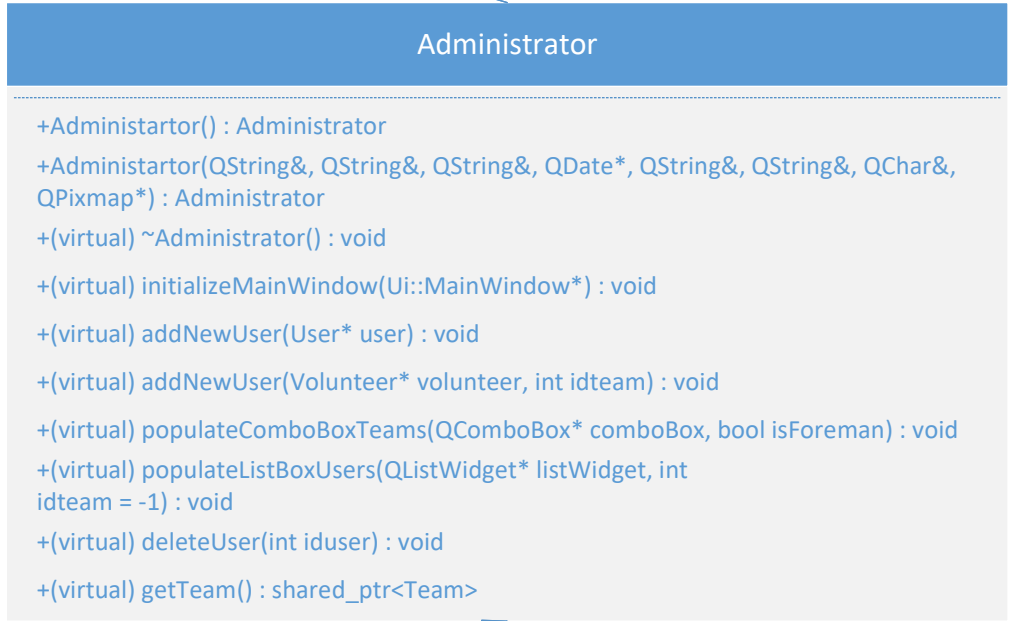 Administrator
+Administartor() : Administrator
+Administartor(QString&, QString&, QString&, QDate*, QString&, QString&, QChar&,
QPixmap*) : Administrator
+(virtual) ~Administrator() : void
+(virtual) initializeMainWindow(Ui::MainWindow*) : void
+(virtual) addNewUser(User* user) : void
+(virtual) addNewUser(Volunteer* volunteer, int idteam) : void
+(virtual) populateComboBoxTeams(QComboBox* comboBox, bool isForeman) : void
+(virtual) populateListBoxUsers(QListWidget* listWidget, int
idteam = -1) : void
+(virtual) deleteUser(int iduser) : void
+(virtual) getTeam() : shared_ptr<Team>